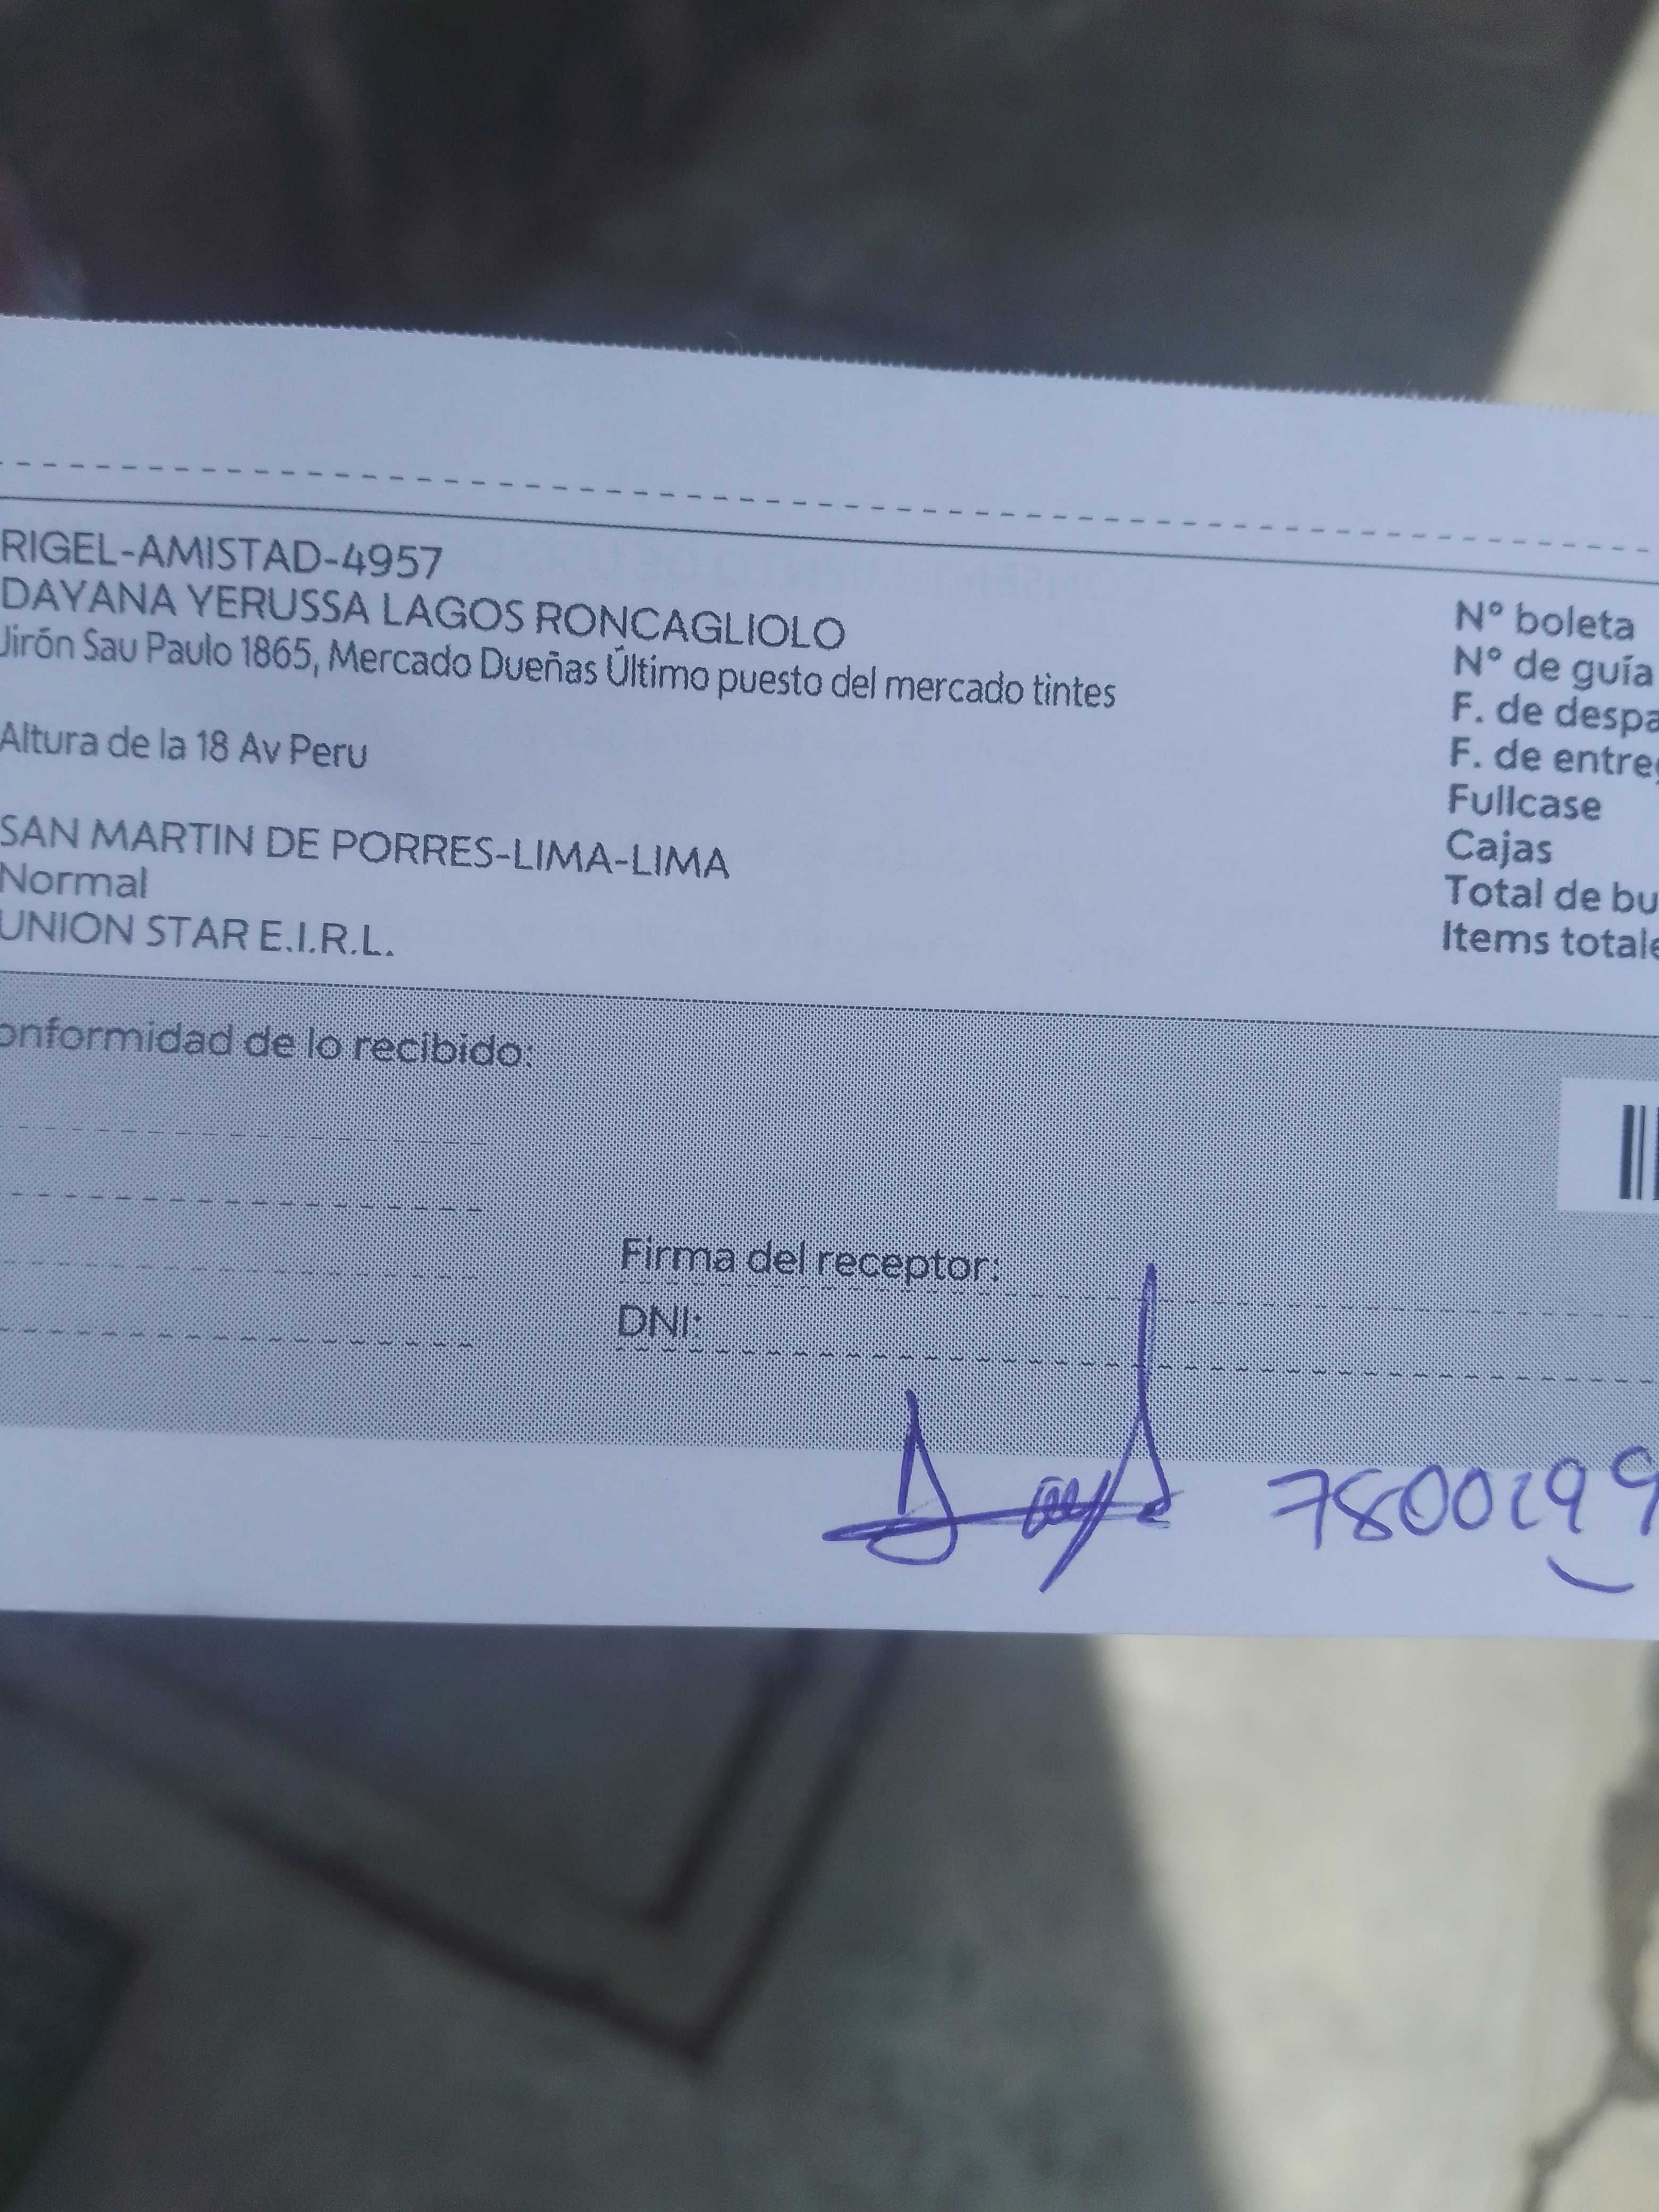 RIGEL-AMISTAD-4957
DAYANA YERUSSA LAGOS RONCAGLIOLO
Jirón Sau Paulo 1865, Mercado Dueñas Último puesto del mercado tintes
Altura de la 18 Av Peru
SAN MARTIN DE PORRES-LIMA-LIMA
Normal
UNION STAR E.I.R.L.
N° boleta
N° de guía
F. de despa
F. de entreg
Fullcase
Cajas
Total de bu
Items totale
onformidad de lo recibido:
Firma del receptor:
DNI: